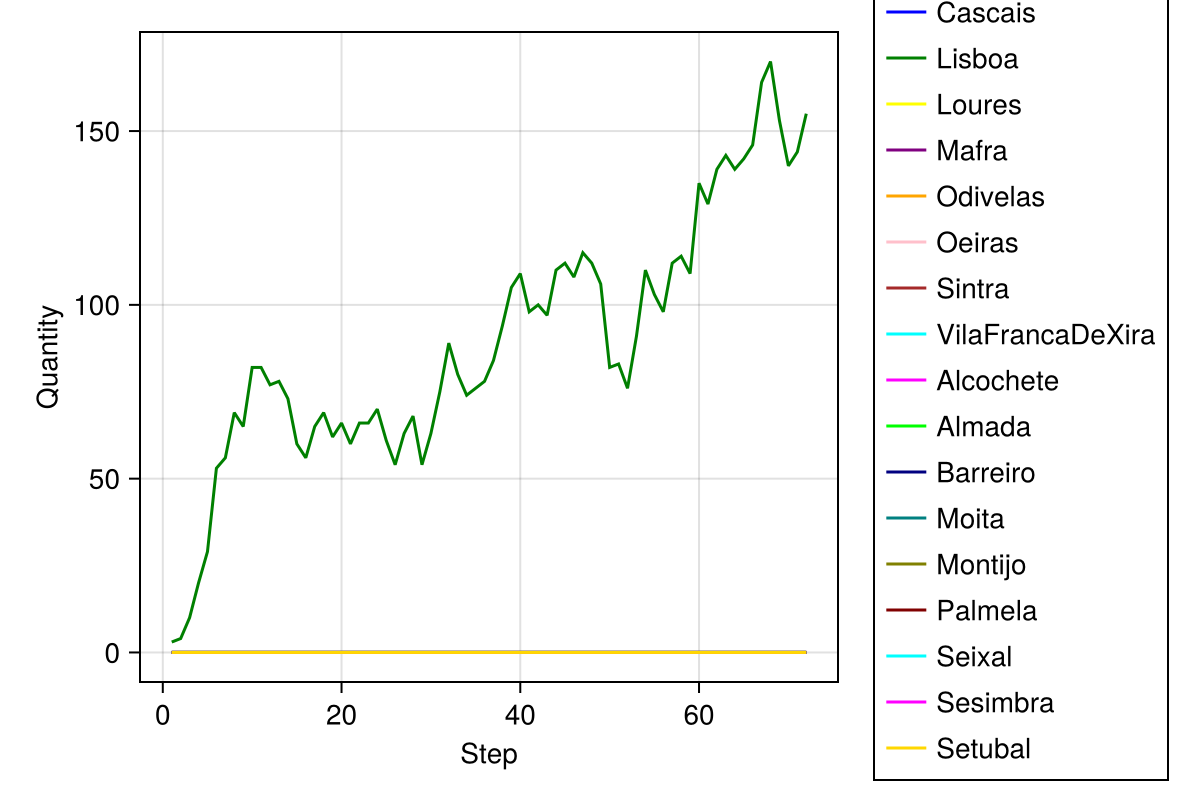 150
100
50
0
Quantity
0 20 40 60
Step
Cascais
Lisboa
Loures
Mafra
Odivelas
Oeiras
Sintra
VilaFrancaDeXira
Alcochete
Almada
Barreiro
Moita
Montijo
Palmela
Seixal
Sesimbra
Setubal